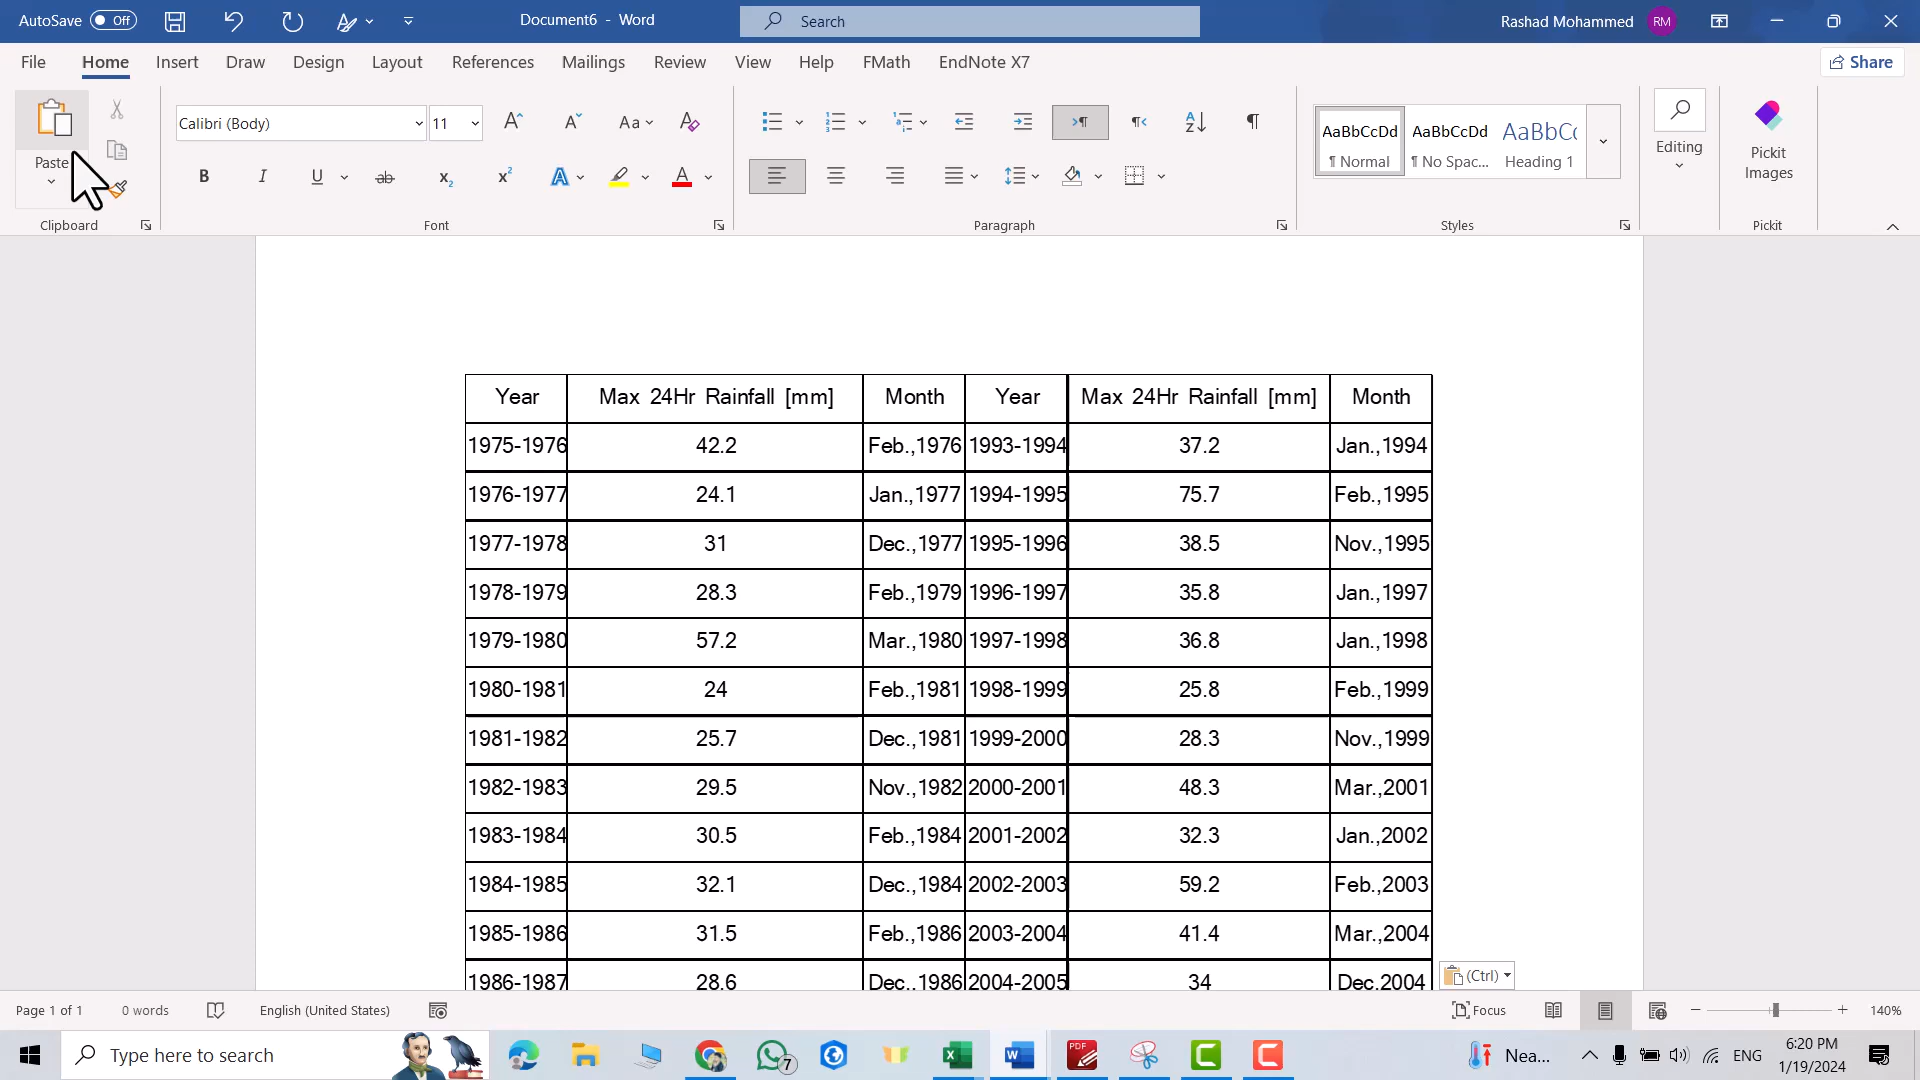 AutoSave Off Document6 - Word Search Rashad Mohammed RM
File Home Insert Draw Design Layout References Mailings Review View Help FMath EndNote X7 Share
Calibri (Body) 11 Aa
AaBbCcDd AaBbCcDd AaBbCc
¶ Normal ¶ No Spac... Heading 1
Paste B I U ab x₂ x² A A
Editing
Pickit Images
Clipboard Font Paragraph Styles Pickit
Year Max 24Hr Rainfall [mm] Month Year Max 24Hr Rainfall [mm] Month
1975-1976 42.2 Feb.,1976 1993-1994 37.2 Jan.,1994
1976-1977 24.1 Jan.,1977 1994-1995 75.7 Feb.,1995
1977-1978 31 Dec.,1977 1995-1996 38.5 Nov.,1995
1978-1979 28.3 Feb.,1979 1996-1997 35.8 Jan.,1997
1979-1980 57.2 Mar.,1980 1997-1998 36.8 Jan.,1998
1980-1981 24 Feb.,1981 1998-1999 25.8 Feb.,1999
1981-1982 25.7 Dec.,1981 1999-2000 28.3 Nov.,1999
1982-1983 29.5 Nov.,1982 2000-2001 48.3 Mar.,2001
1983-1984 30.5 Feb.,1984 2001-2002 32.3 Jan.,2002
1984-1985 32.1 Dec.,1984 2002-2003 59.2 Feb.,2003
1985-1986 31.5 Feb.,1986 2003-2004 41.4 Mar.,2004
1986-1987 28.6 Dec.,1986 2004-2005 34 Dec.2004
(Ctrl)
Page 1 of 1 0 words English (United States) Focus 140%
Type here to search 7 PDF Nea... ENG 6:20 PM
1/19/2024